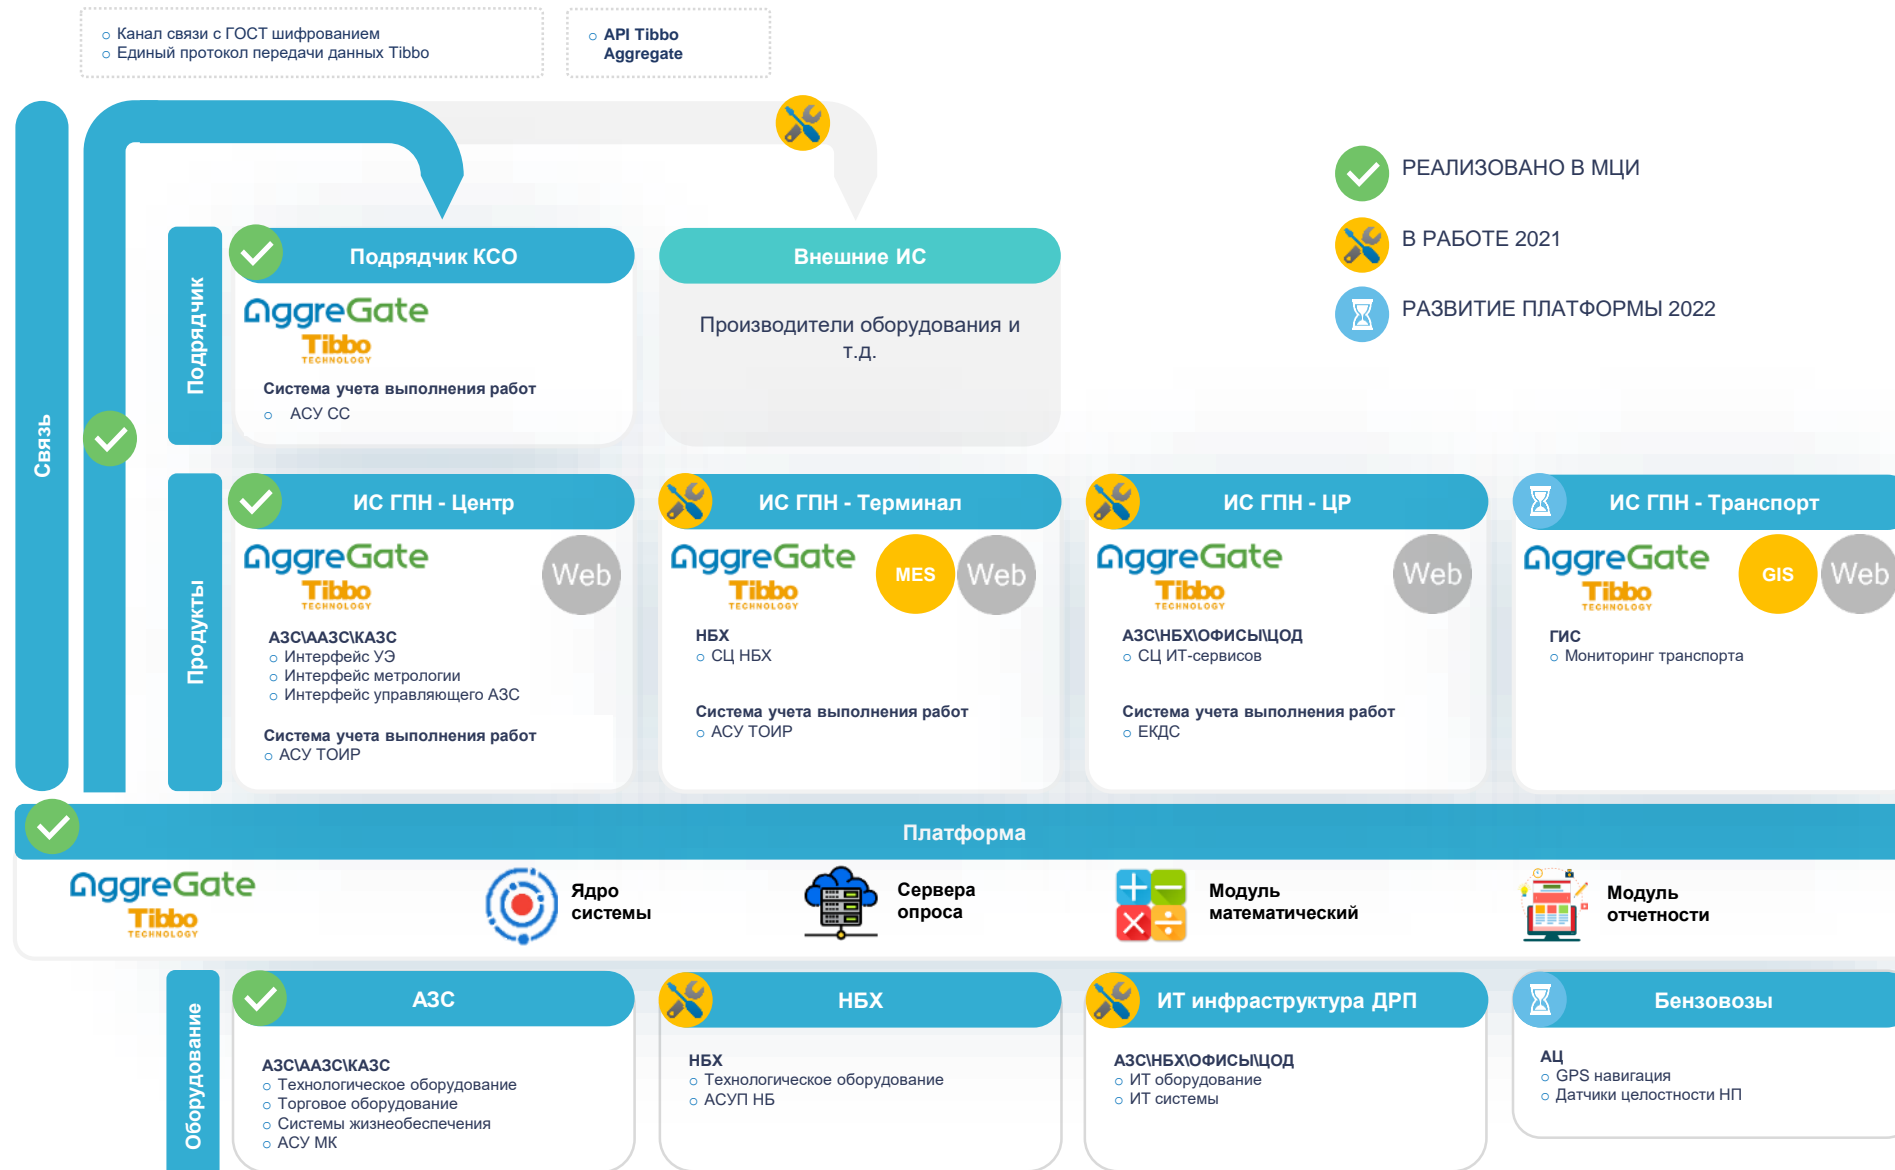 Канал связи с ГОСТ шифрованием
Единый протокол передачи данных Tibbo
API Tibbo
Aggregate
РЕАЛИЗОВАНО В МЦИ
В РАБОТЕ 2021
РАЗВИТИЕ ПЛАТФОРМЫ 2022
Связь
Подрядчик
Подрядчик КСО
AggreGate
Tibbo
TECHNOLOGY
Система учета выполнения работ
АСУ СС
Внешние ИС
Производители оборудования и
т.д.
Продукты
ИС ГПН - Центр
AggreGate
Tibbo
TECHNOLOGY
Web
АЗС\ААЗС\КАЗС
Интерфейс УЭ
Интерфейс метрологии
Интерфейс управляющего АЗС
Система учета выполнения работ
АСУ ТОИР
ИС ГПН - Терминал
AggreGate
Tibbo
TECHNOLOGY
MES
Web
НБХ
СЦ НБХ
Система учета выполнения работ
АСУ ТОИР
ИС ГПН - ЦР
AggreGate
Tibbo
TECHNOLOGY
Web
АЗС\НБХ\ОФИСЫ\ЦОД
СЦ ИТ-сервисов
Система учета выполнения работ
ЕКДС
ИС ГПН - Транспорт
AggreGate
Tibbo
TECHNOLOGY
GIS
Web
ГИС
Мониторинг транспорта
Платформа
AggreGate
Tibbo
TECHNOLOGY
Ядро
системы
Сервера
опроса
Модуль
математический
Модуль
отчетности
Оборудование
АЗС
АЗС\ААЗС\КАЗС
Технологическое оборудование
Торговое оборудование
Системы жизнеобеспечения
АСУ МК
НБХ
НБХ
Технологическое оборудование
АСУП НБ
ИТ инфраструктура ДРП
АЗС\НБХ\ОФИСЫ\ЦОД
ИТ оборудование
ИТ системы
Бензовозы
АЦ
GPS навигация
Датчики целостности НП